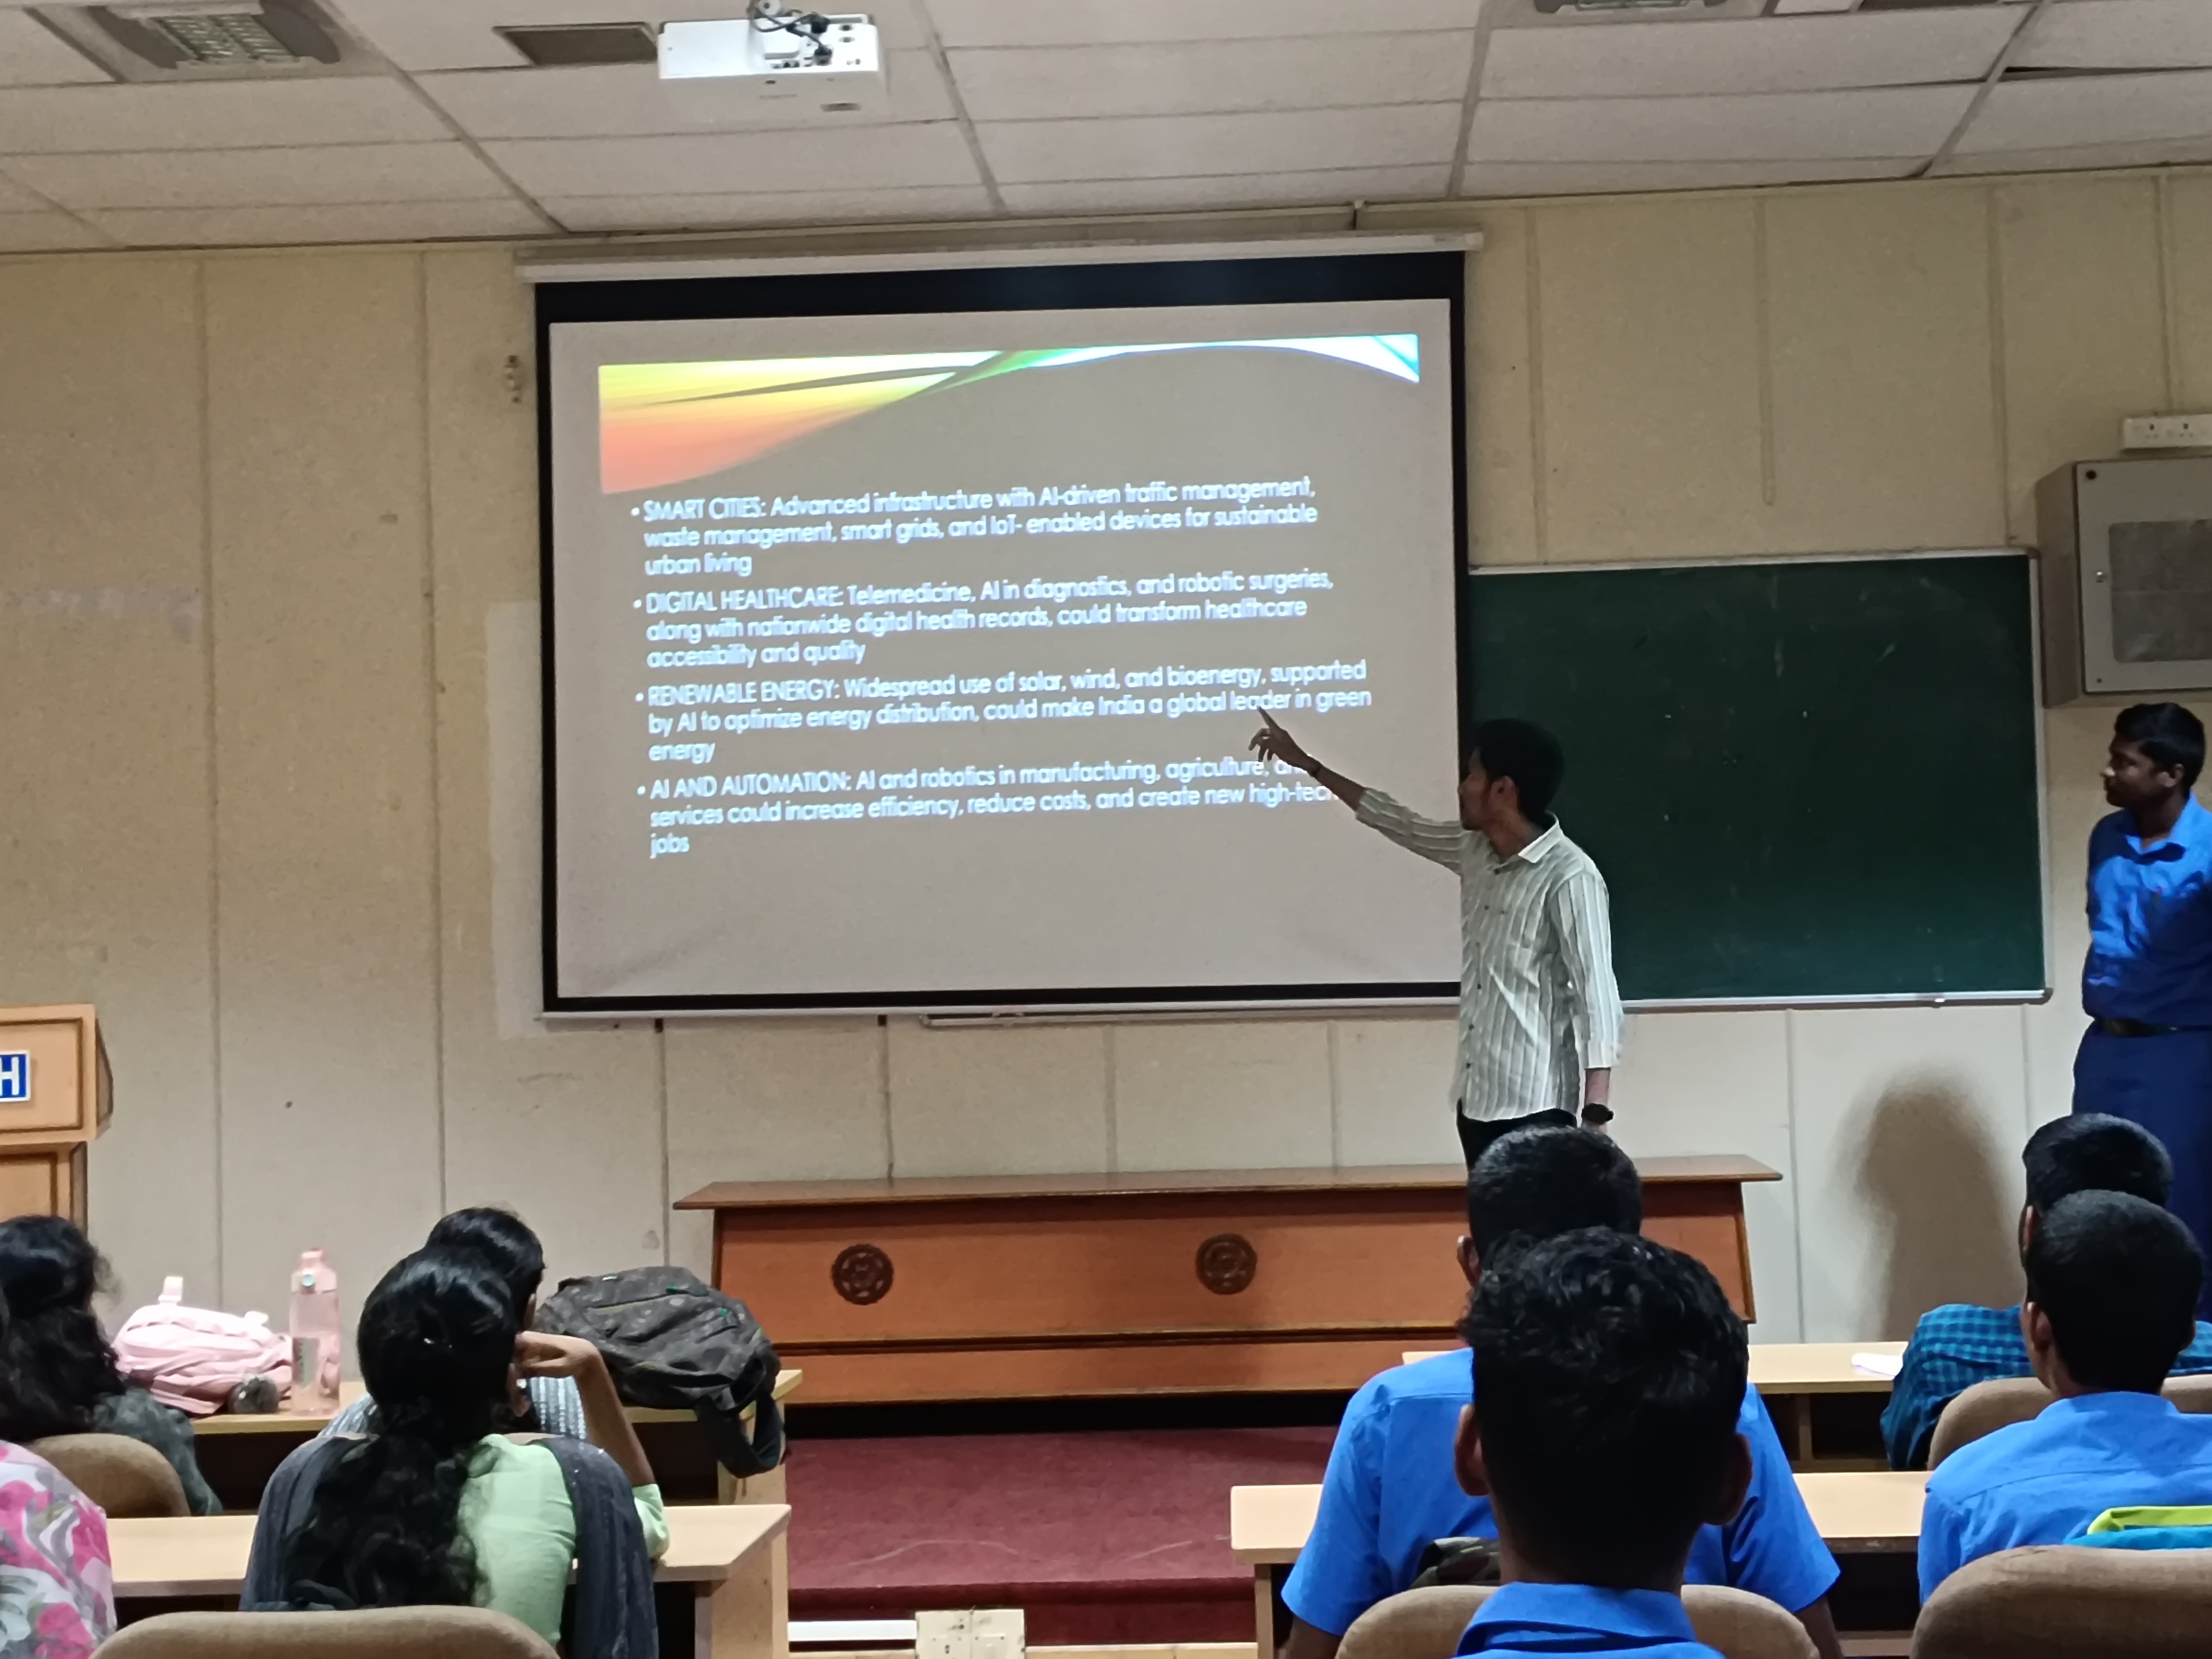 • SMART CITIES: Advanced infrastructure with AI-driven traffic management,
waste management, smart grids, and IoT- enabled devices for sustainable
urban living
• DIGITAL HEALTHCARE: Telemedicine, AI in diagnostics, and robotic surgeries,
along with nationwide digital health records, could transform healthcare
accessibility and quality
• RENEWABLE ENERGY: Widespread use of solar, wind, and bioenergy, supported
by AI to optimize energy distribution, could make India a global leader in green
energy
• AI AND AUTOMATION: AI and robotics in manufacturing, agriculture, and
services could increase efficiency, reduce costs, and create new high-tech
jobs
H